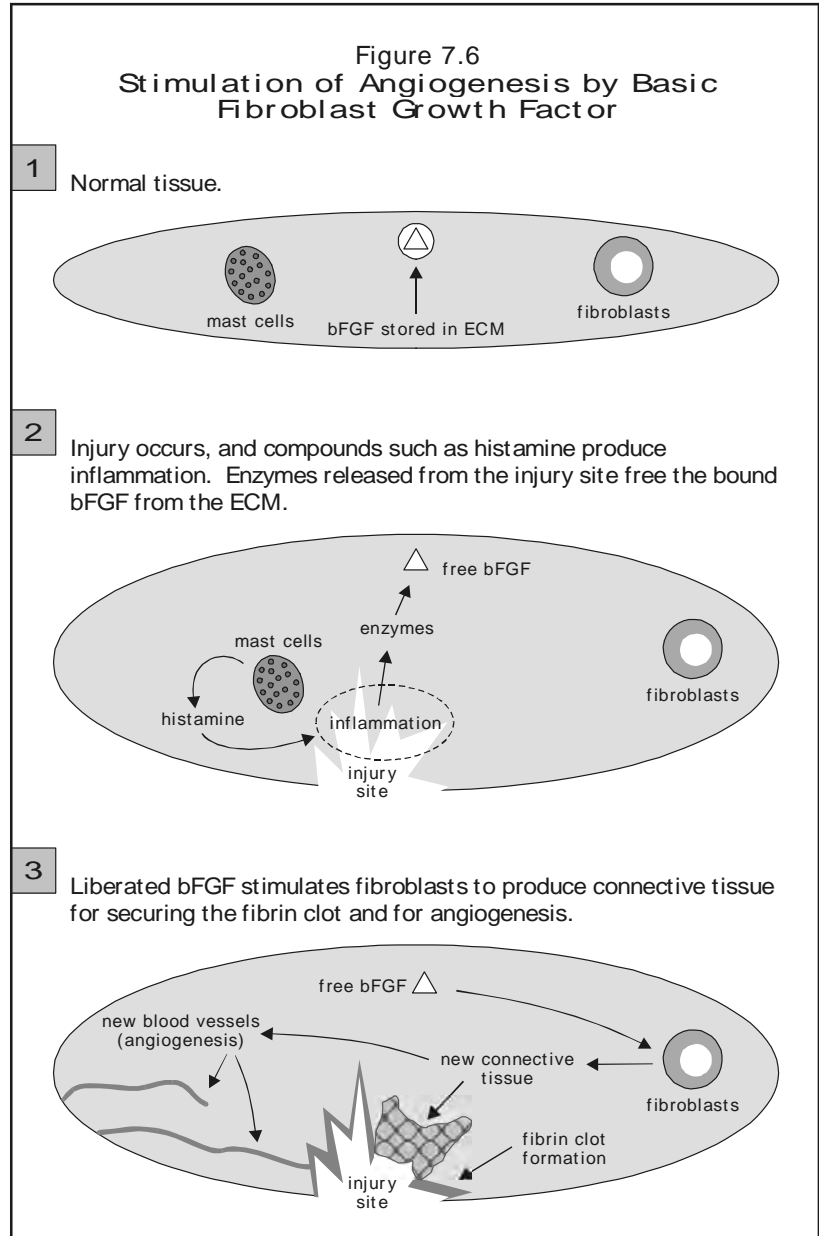 Figure 7.6
Stimulation of Angiogenesis by Basic
Fibroblast Growth Factor
1
Normal tissue.
mast cells
bFGF stored in ECM
fibroblasts
2
Injury occurs, and compounds such as histamine produce
inflammation. Enzymes released from the injury site free the bound
bFGF from the ECM.
free bFGF
enzymes
mast cells
fibroblasts
histamine
inflammation
injury
site
3
Liberated bFGF stimulates fibroblasts to produce connective tissue
for securing the fibrin clot and for angiogenesis.
free bFGF
new blood vessels
(angiogenesis)
new connective
tissue
fibroblasts
fibrin clot
formation
injury
site